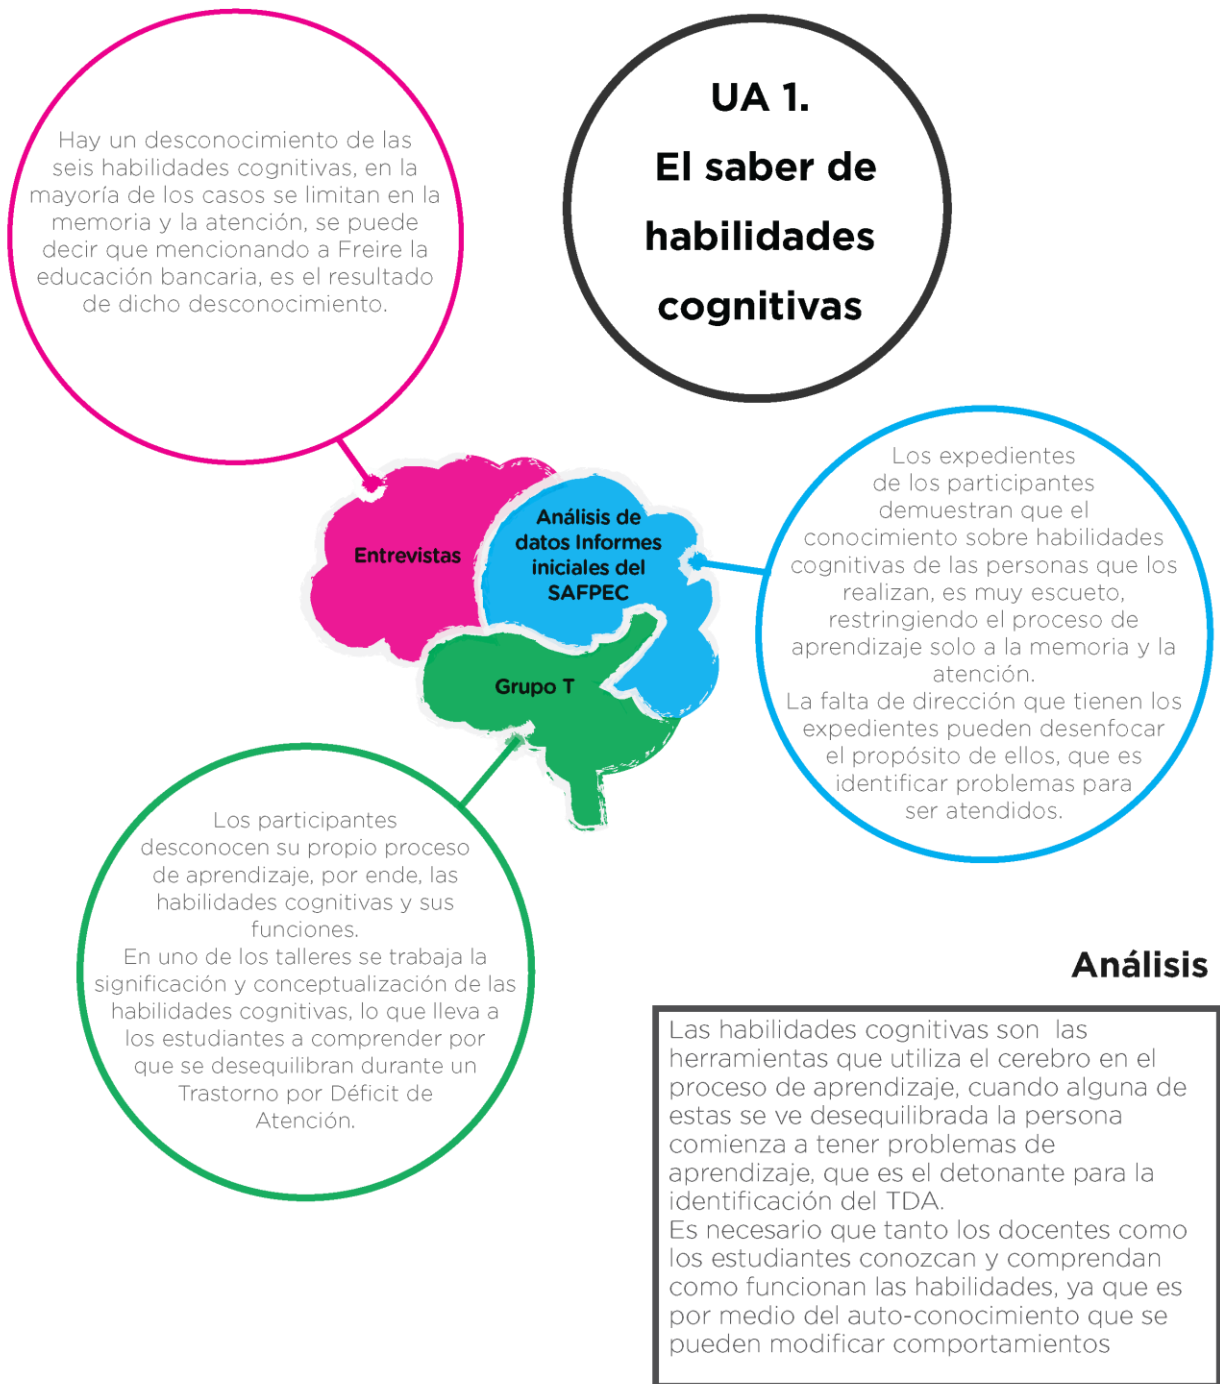 Hay un desconocimiento de las
seis habilidades cognitivas, en la
mayoría de los casos se limitan en la
memoria y la atención, se puede
decir que mencionando a Freire la
educación bancaria, es el resultado
de dicho desconocimiento.
UA 1.
El saber de
habilidades
cognitivas
Entrevistas
Análisis de
datos Informes
iniciales del
SAFPEC
Grupo T
Los expedientes
de los participantes
demuestran que el
conocimiento sobre habilidades
cognitivas de las personas que los
realizan, es muy escueto,
restringiendo el proceso de
aprendizaje solo a la memoria y la
atención.
La falta de dirección que tienen los
expedientes pueden desenfocar
el propósito de ellos, que es
identificar problemas para
ser atendidos.
Los participantes
desconocen su propio proceso
de aprendizaje, por ende, las
habilidades cognitivas y sus
funciones.
En uno de los talleres se trabaja la
significación y conceptualización de las
habilidades cognitivas, lo que lleva a
los estudiantes a comprender por
que se desequilibran durante un
Trastorno por Déficit de
Atención.
Análisis
Las habilidades cognitivas son  las
herramientas que utiliza el cerebro en el
proceso de aprendizaje, cuando alguna de
estas se ve desequilibrada la persona
comienza a tener problemas de
aprendizaje, que es el detonante para la
identificación del TDA.
Es necesario que tanto los docentes como
los estudiantes conozcan y comprendan
como funcionan las habilidades, ya que es
por medio del auto-conocimiento que se
pueden modificar comportamientos